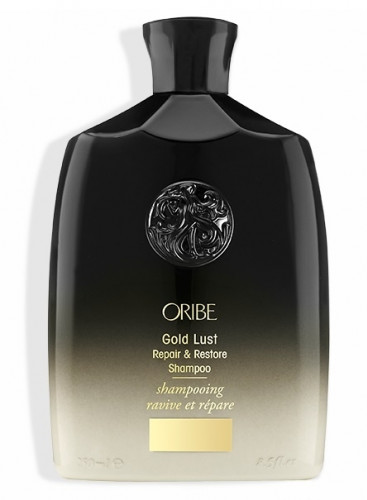 ORIBE
Gold Lust
Repair & Restore
Shampoo
shampooing
ravive et répare